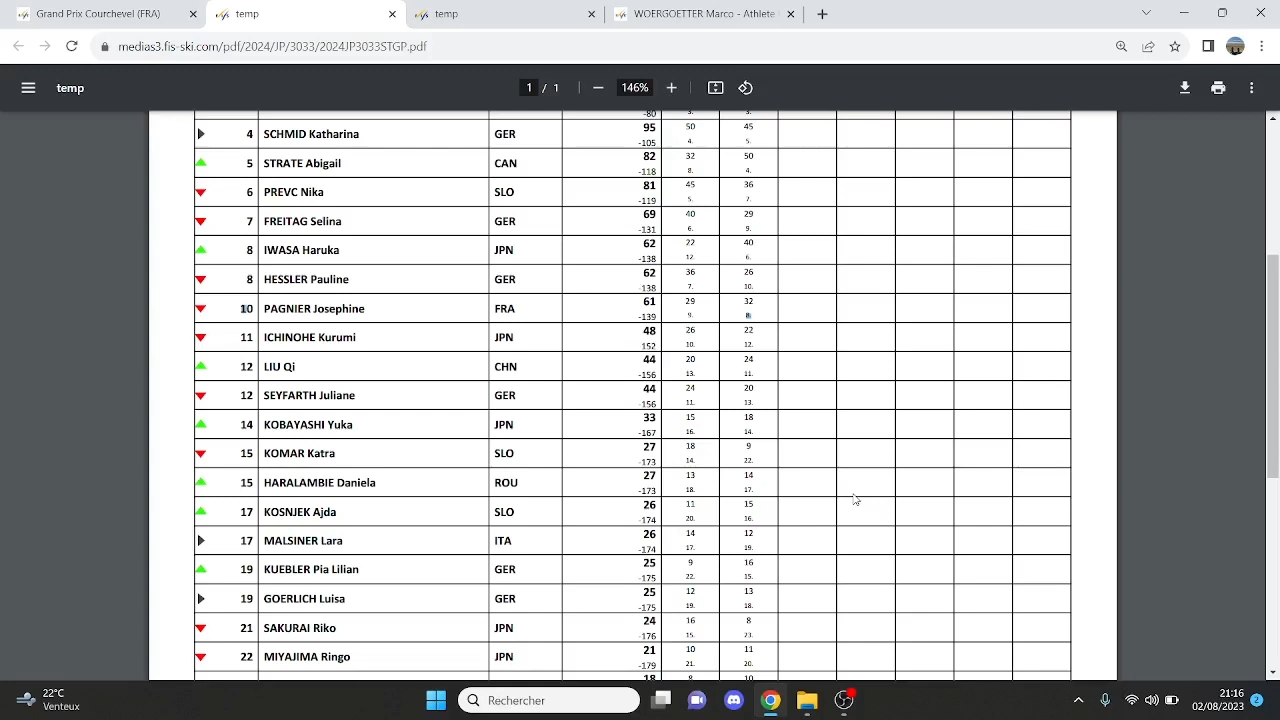 Grand Prix Courchevel (FRA)
temp
temp
WOERGOETTER Marco - Athlete
medias3.fis-ski.com/pdf/2024/JP/3033/2024JP3033STGP.pdf
temp
1 / 1
146%
-80 3. 3.
4 SCHMID Katharina GER 95 50 45
-105 4. 5.
5 STRATE Abigail CAN 82 32 50
-118 8. 4.
6 PREVC Nika SLO 81 45 36
-119 5. 7.
7 FREITAG Selina GER 69 40 29
-131 6. 9.
8 IWASA Haruka JPN 62 22 40
-138 12. 6.
8 HESSLER Pauline GER 62 36 26
-138 7. 10.
10 PAGNIER Josephine FRA 61 29 32
-139 9. 8.
11 ICHINOHE Kurumi JPN 48 26 22
152 10. 12.
12 LIU Qi CHN 44 20 24
-156 13. 11.
12 SEYFARTH Juliane GER 44 24 20
-156 11. 13.
14 KOBAYASHI Yuka JPN 33 15 18
-167 16. 14.
15 KOMAR Katra SLO 27 18 9
-173 14. 22.
15 HARALAMBIE Daniela ROU 27 13 14
-173 18. 17.
17 KOSNJEK Ajda SLO 26 11 15
-174 20. 16.
17 MALSINER Lara ITA 26 14 12
-174 17. 19.
19 KUEBLER Pia Lilian GER 25 9 16
-175 22. 15.
19 GOERLICH Luisa GER 25 12 13
-175 19. 18.
21 SAKURAI Riko JPN 24 16 8
-176 15. 23.
22 MIYAJIMA Ringo JPN 21 10 11
-179 21. 20.
18 8 10
22°C
Venteux
Rechercher
21:16
02/08/2023
2